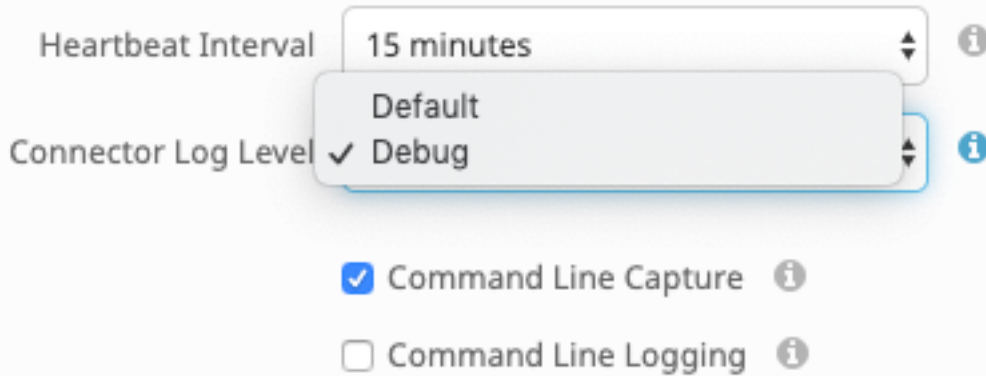 Heartbeat Interval 15 minutes
Default
Connector Log Level ✓ Debug
Command Line Capture
Command Line Logging